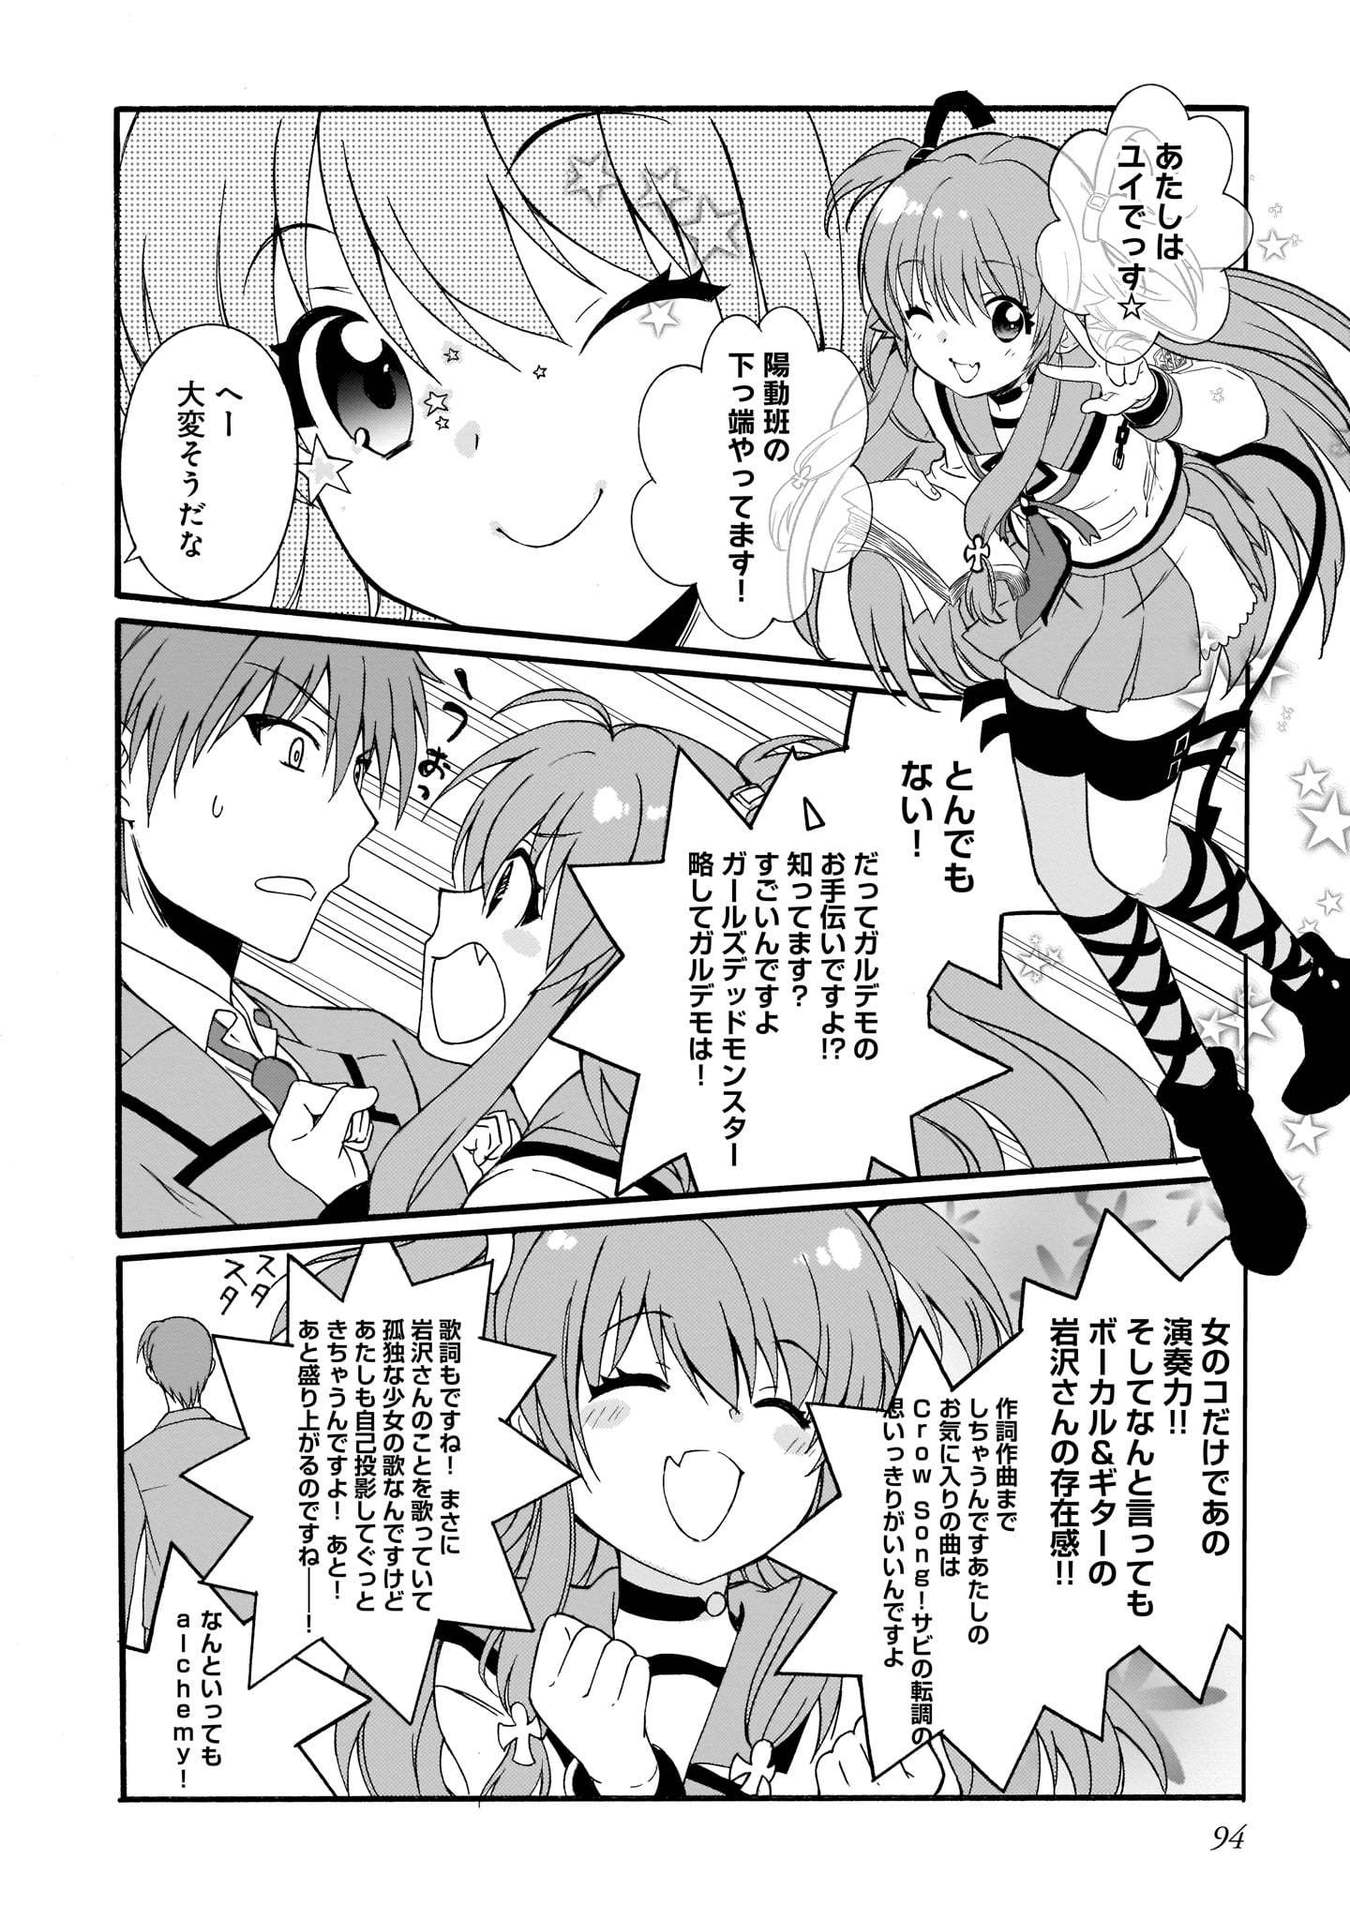 あたしは
ユイでっす☆
陽動班の
下っ端やってます！
へー
大変そうだな
とんでも
ない！
だってガルデモの
お手伝いですよ!?
知ってます？
すごいんですよ
ガールズデッドモンスター
略してガルデモは！
うおっ
女のコだけであの
演奏力!!
そしてなんと言っても
ボーカル&ギターの
岩沢さんの存在感!!
作詞作曲まで
しちゃうんですあたしの
お気に入りの曲は
Crow Song！サビの転調の
思いっきりがいいんですよ
歌詞もですね！まさに
岩沢さんのことを歌っていて
孤独な少女の歌なんですけど
あたしも自己投影してぐっと
きちゃうんですよ！あと！
あと盛り上がるのですね――！
スタ
スタ
なんといっても
alchemy！
94